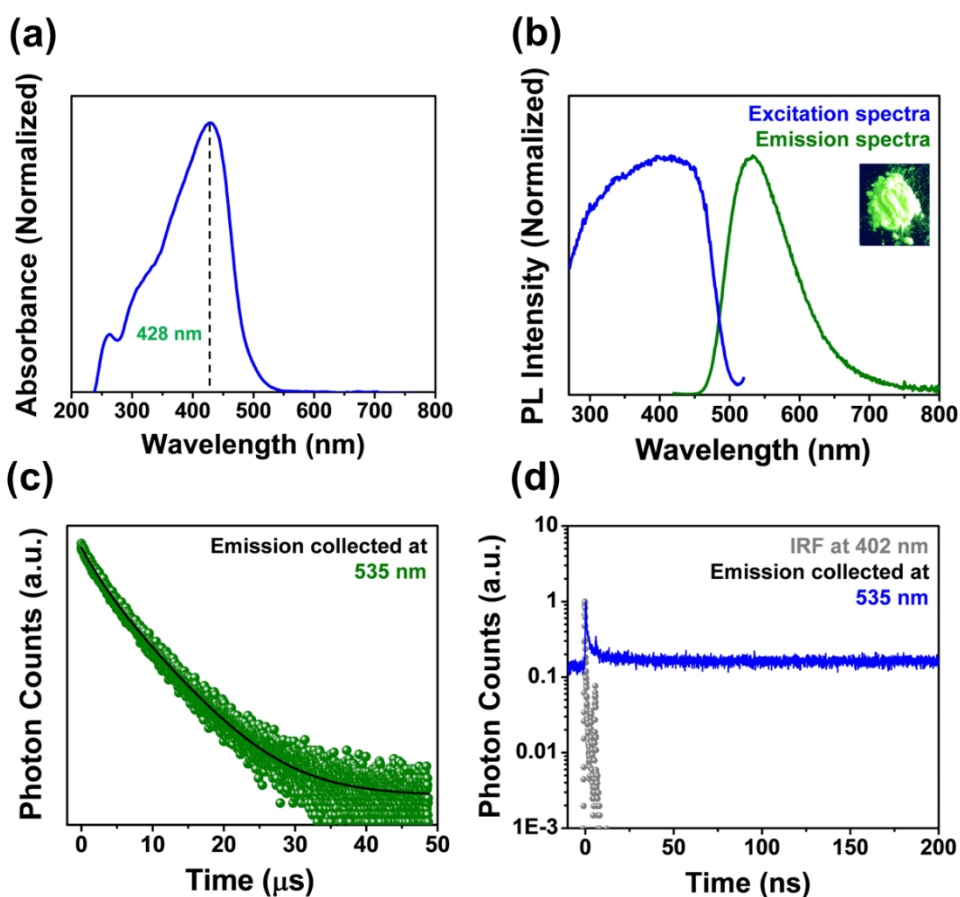 (a)
Absorbance (Normalized)
428 nm
200 300 400 500 600 700 800
Wavelength (nm)
(b)
PL Intensity (Normalized)
Excitation spectra
Emission spectra
300 400 500 600 700 800
Wavelength (nm)
(c)
Photon Counts (a.u.)
Emission collected at
535 nm
0 10 20 30 40 50
Time (μs)
(d)
Photon Counts (a.u.)
10
1
0.1
0.01
1E-3
IRF at 402 nm
Emission collected at
535 nm
0 50 100 150 200
Time (ns)